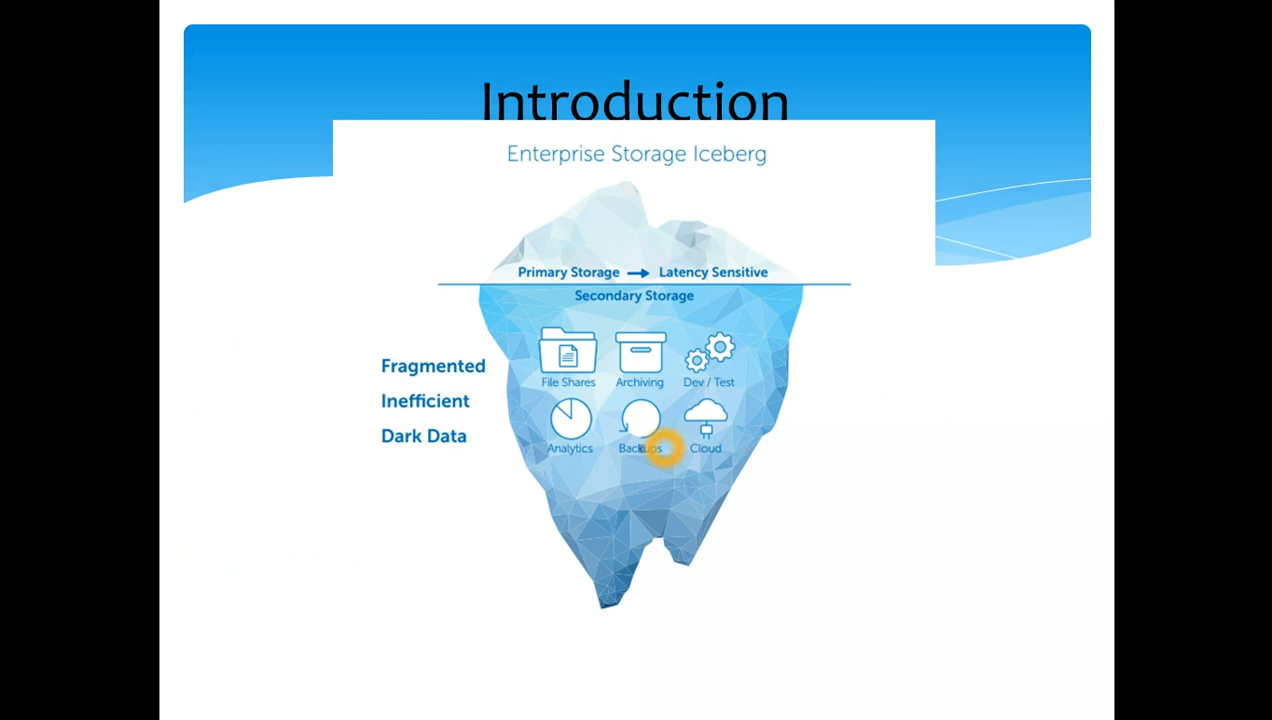 Introduction
Enterprise Storage Iceberg
Primary Storage → Latency Sensitive
Secondary Storage
File Shares Archiving Dev / Test
Fragmented
Inefficient
Dark Data
Analytics Backups Cloud